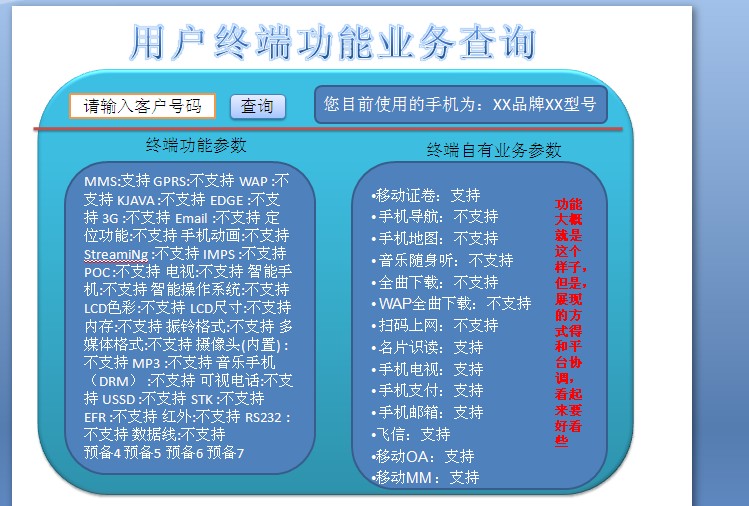 用户终端功能业务查询
请输入客户号码
查询
您目前使用的手机为：XX品牌XX型号
终端功能参数
MMS:支持 GPRS:不支持 WAP :不
支持 KJAVA :不支持 EDGE :不支
持 3G :不支持 Email :不支持 定
位功能:不支持 手机动画:不支持
StreamiNg :不支持 IMPS :不支持
POC :不支持 电视:不支持 智能手
机:不支持 智能操作系统:不支持
LCD色彩:不支持 LCD尺寸:不支持
内存:不支持 振铃格式:不支持 多
媒体格式:不支持 摄像头(内置) :
不支持 MP3 :不支持 音乐手机
（DRM） :不支持 可视电话:不支
持 USSD :不支持 STK :不支持
EFR :不支持 红外:不支持 RS232 :
不支持 数据线:不支持
预备4 预备5 预备6 预备7
终端自有业务参数
•移动证卷：支持
•手机导航：不支持
•手机地图：不支持
•音乐随身听：不支持
•全曲下载：不支持
•WAP全曲下载：不支持
•扫码上网：不支持
•名片识读：支持
•手机电视：支持
•手机支付：支持
•手机邮箱：支持
•飞信：支持
•移动OA：支持
•移动MM：支持
功能
大概
就是
这个
样子，
但是，
展现
的方
式得
和平
台协
调，
看起
来要
好看
些